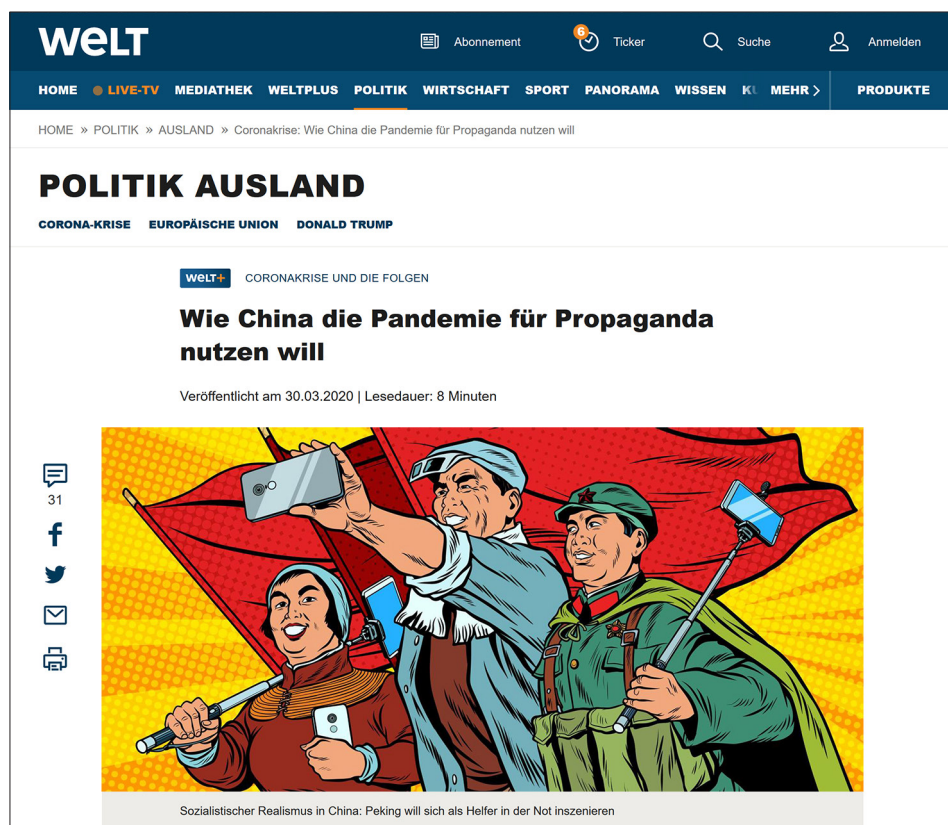 WELT
Abonnement
6
Ticker
Suche
Anmelden
HOME LIVE-TV MEDIATHEK WELTPLUS POLITIK WIRTSCHAFT SPORT PANORAMA WISSEN MEHR PRODUKTE
HOME » POLITIK » AUSLAND » Coronakrise: Wie China die Pandemie für Propaganda nutzen will
POLITIK AUSLAND
CORONA-KRISE EUROPÄISCHE UNION DONALD TRUMP
WELT+ CORONAKRISE UND DIE FOLGEN
Wie China die Pandemie für Propaganda
nutzen will
Veröffentlicht am 30.03.2020 | Lesedauer: 8 Minuten
31
Sozialistischer Realismus in China: Peking will sich als Helfer in der Not inszenieren